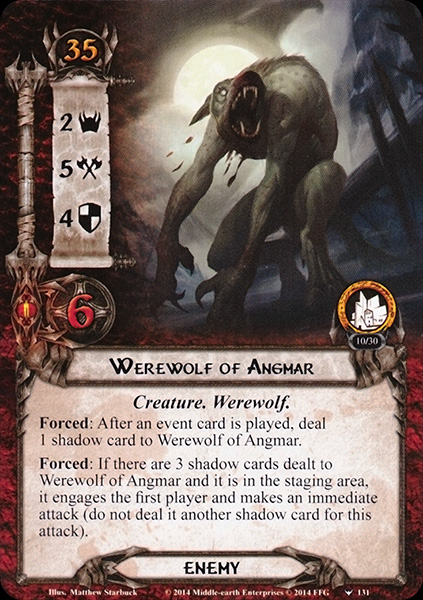 35
2
5
4
6
10/30
Werewolf of Angmar
Creature. Werewolf.
Forced: After an event card is played, deal
1 shadow card to Werewolf of Angmar.
Forced: If there are 3 shadow cards dealt to
Werewolf of Angmar and it is in the staging area,
it engages the first player and makes an immediate
attack (do not deal it another shadow card for this
attack).
ENEMY
Illus. Matthew Starbuck © 2014 Middle-earth Enterprises © 2014 FFG 131